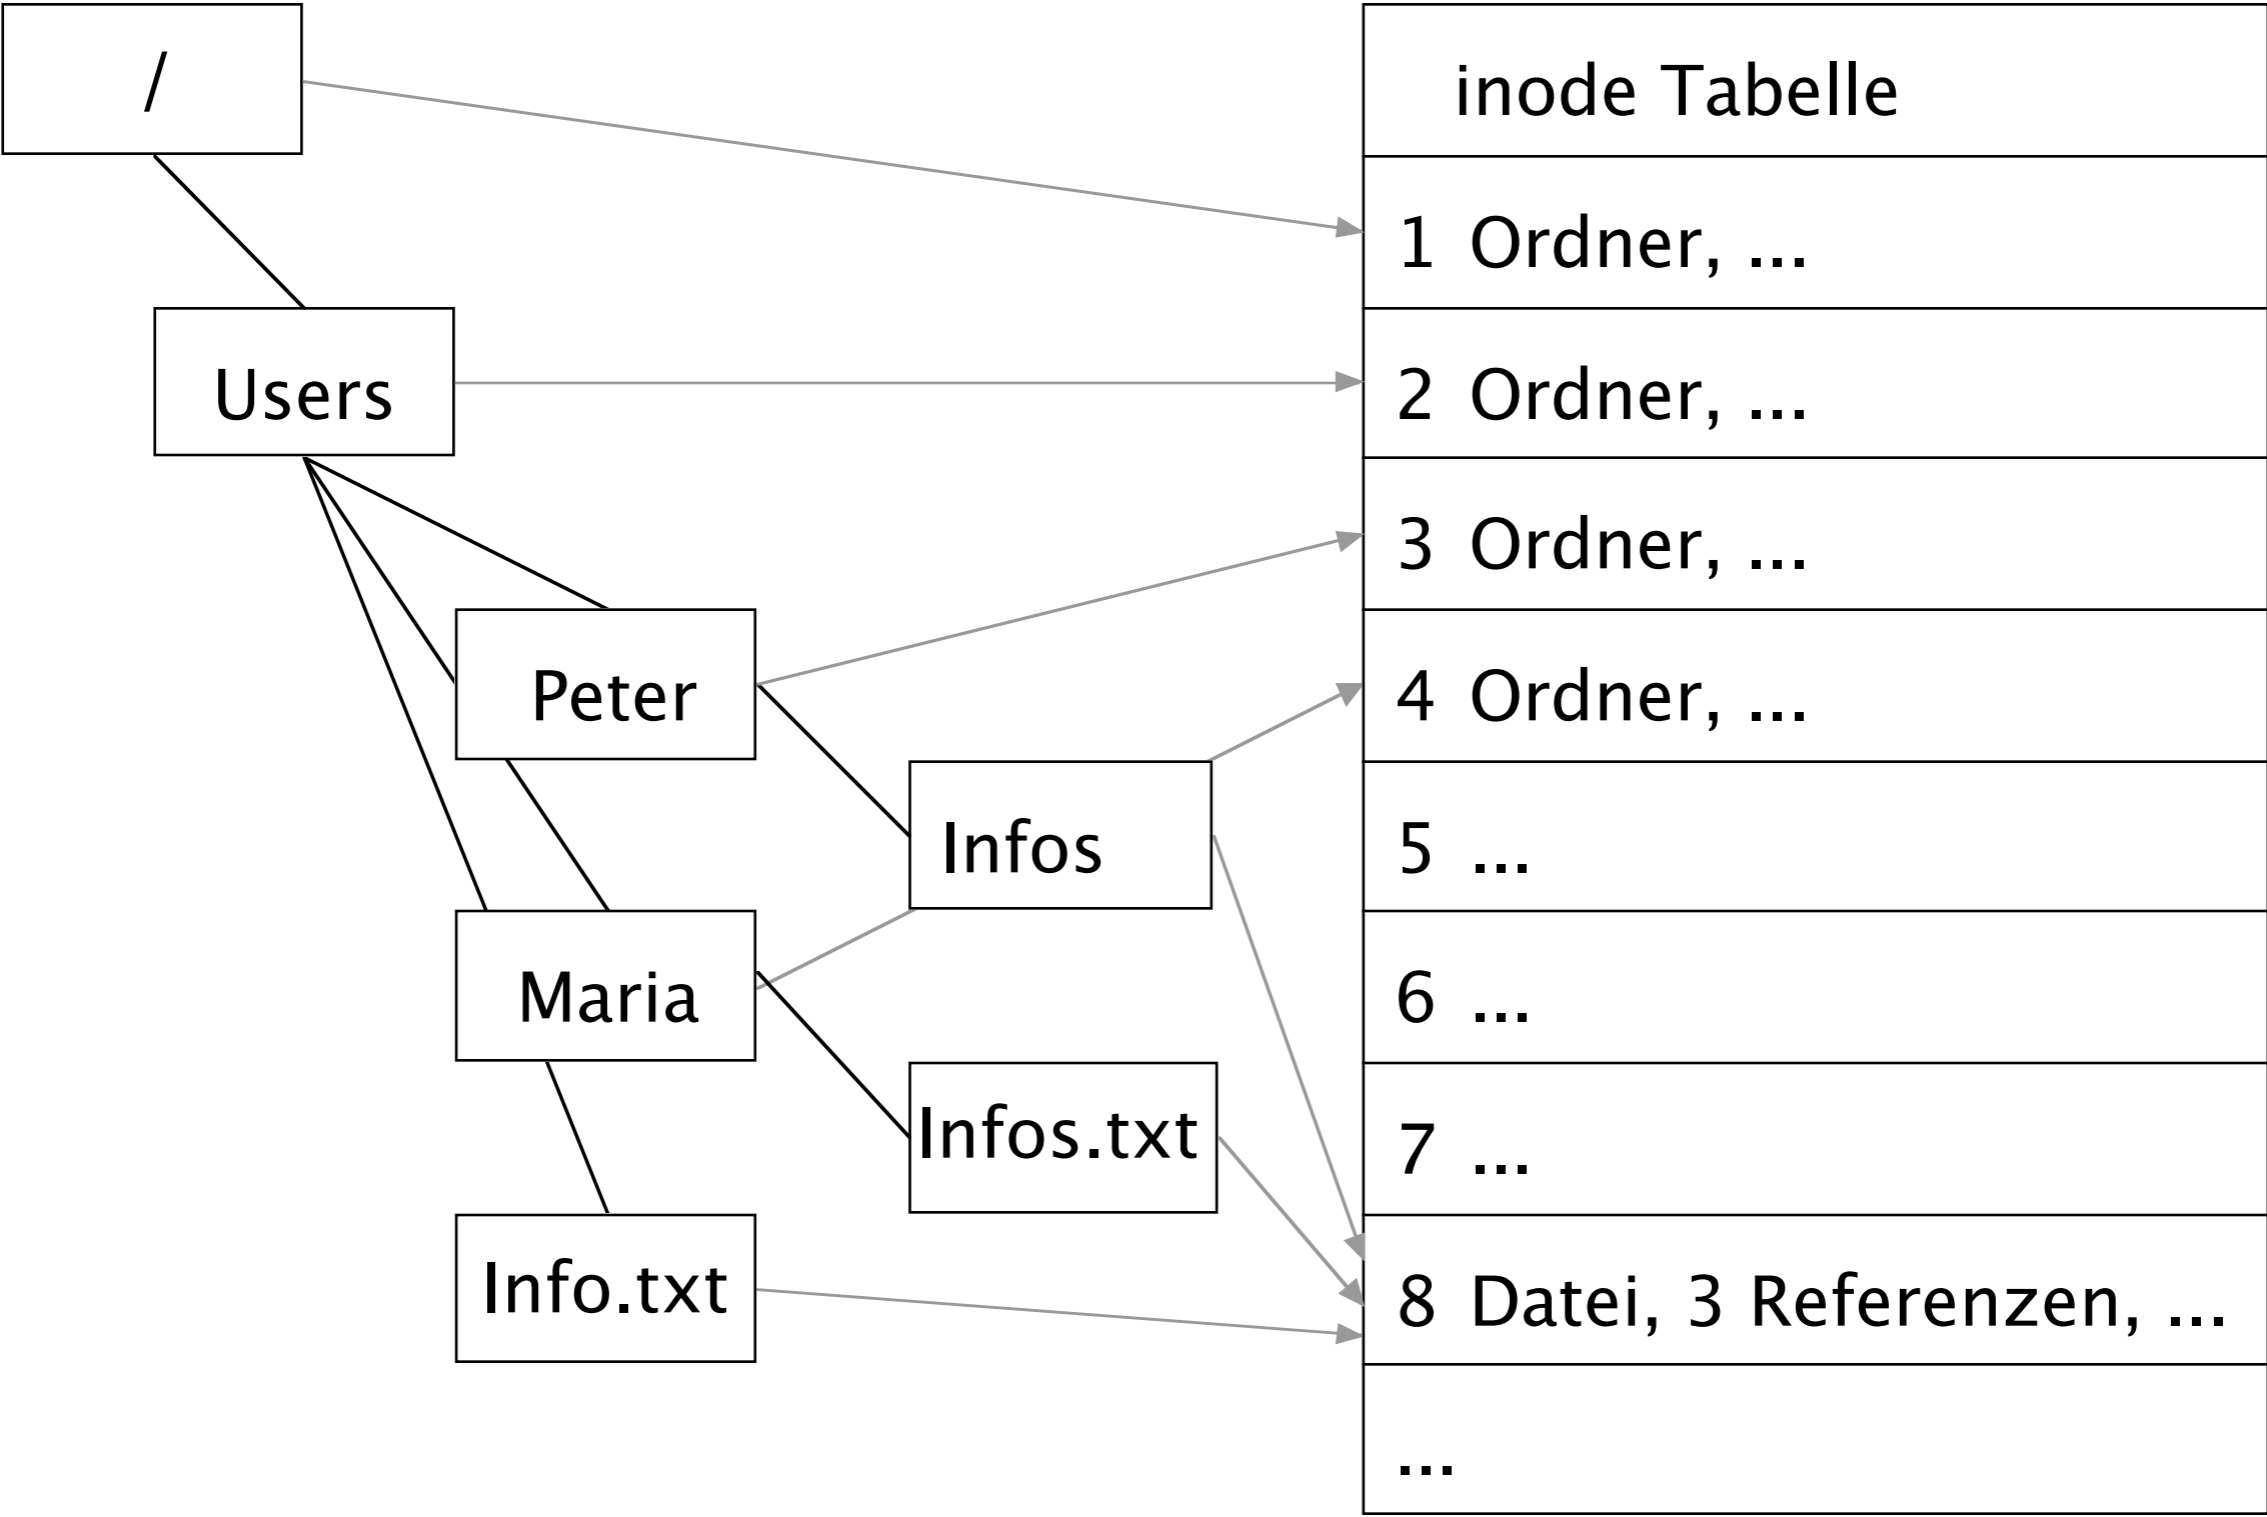 /
Users
Peter
Infos
Maria
Infos.txt
Info.txt
inode Tabelle
1 Ordner, ...
2 Ordner, ...
3 Ordner, ...
4 Ordner, ...
5 ...
6 ...
7 ...
8 Datei, 3 Referenzen, ...
...